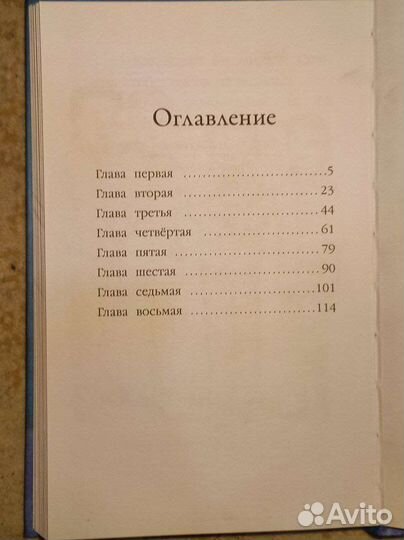 Оглавление
Глава первая ............................ 5
Глава вторая ............................ 23
Глава третья ............................ 44
Глава четвёртая ........................ 61
Глава пятая ............................. 79
Глава шестая ........................... 90
Глава седьмая ......................... 101
Глава восьмая ......................... 114
Avito